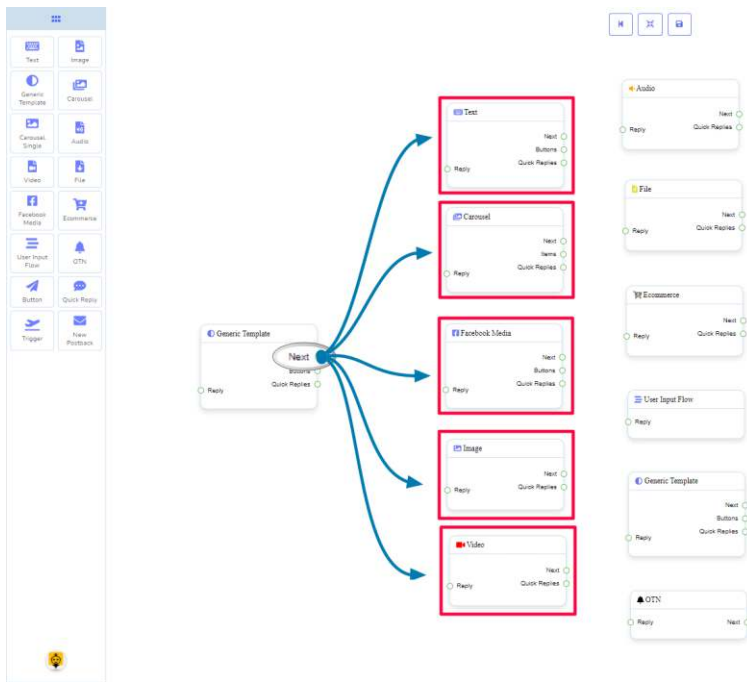 Text
Image
Generic
Template
Carousel
Carousel
Single
Audio
Video
File
Facebook
Media
Ecommerce
User Input
Flow
OTN
Button
Quick Reply
Trigger
New
Postback
Generic Template
Next
Buttons
Quick Replies
Reply
Text
Next
Buttons
Quick Replies
Reply
Carousel
Next
Items
Quick Replies
Reply
Facebook Media
Next
Buttons
Quick Replies
Reply
Image
Next
Quick Replies
Reply
Video
Next
Quick Replies
Reply
Audio
Next
Quick Replies
Reply
File
Next
Quick Replies
Reply
Ecommerce
Next
Quick Replies
Reply
User Input Flow
Reply
Generic Template
Next
Buttons
Quick Replies
Reply
OTN
Reply Next